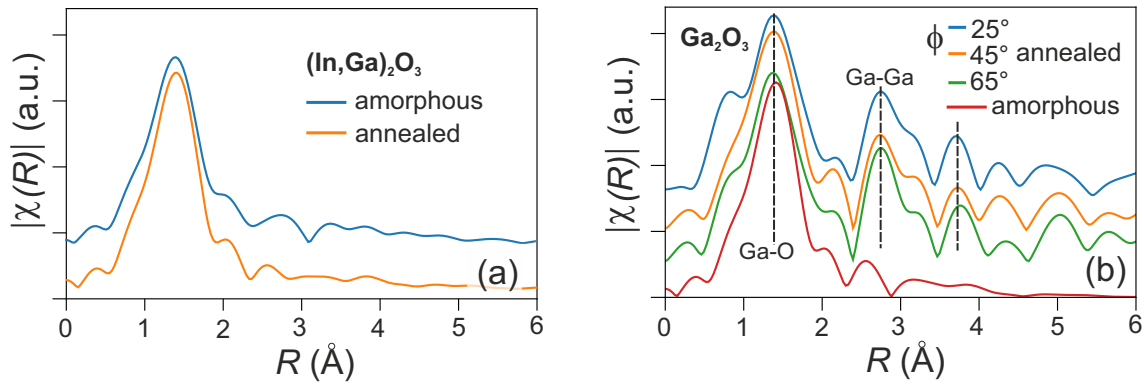 |χ(R)| (a.u.)
(In,Ga)₂O₃
amorphous
annealed
(a)
0 1 2 3 4 5 6
R (Å)
|χ(R)| (a.u.)
Ga₂O₃
ϕ 25°
45° annealed
65°
amorphous
Ga-Ga
Ga-O
(b)
0 1 2 3 4 5 6
R (Å)